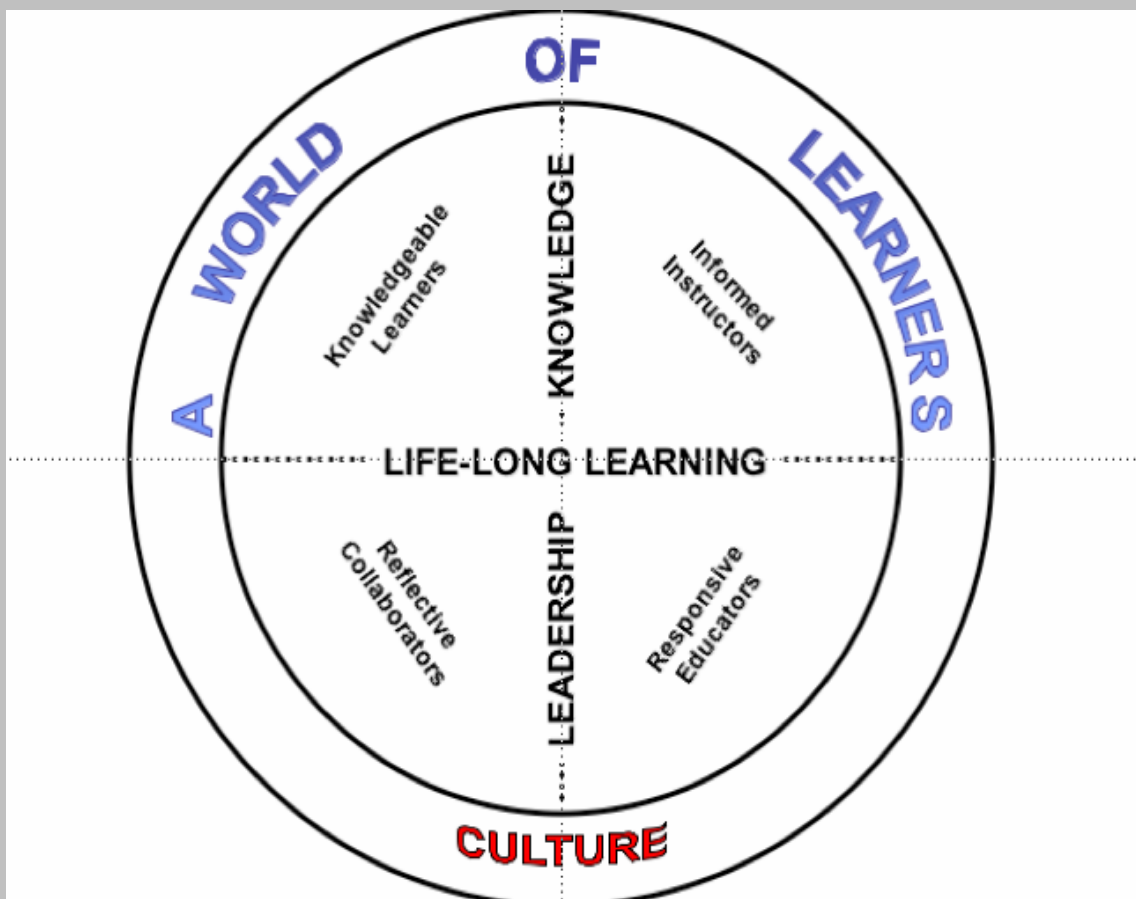 A WORLD OF LEARNERS
KNOWLEDGE
Knowledgeable
Learners
Informed
Instructors
LIFE-LONG LEARNING
LEADERSHIP
Reflective
Collaborators
Responsive
Educators
CULTURE